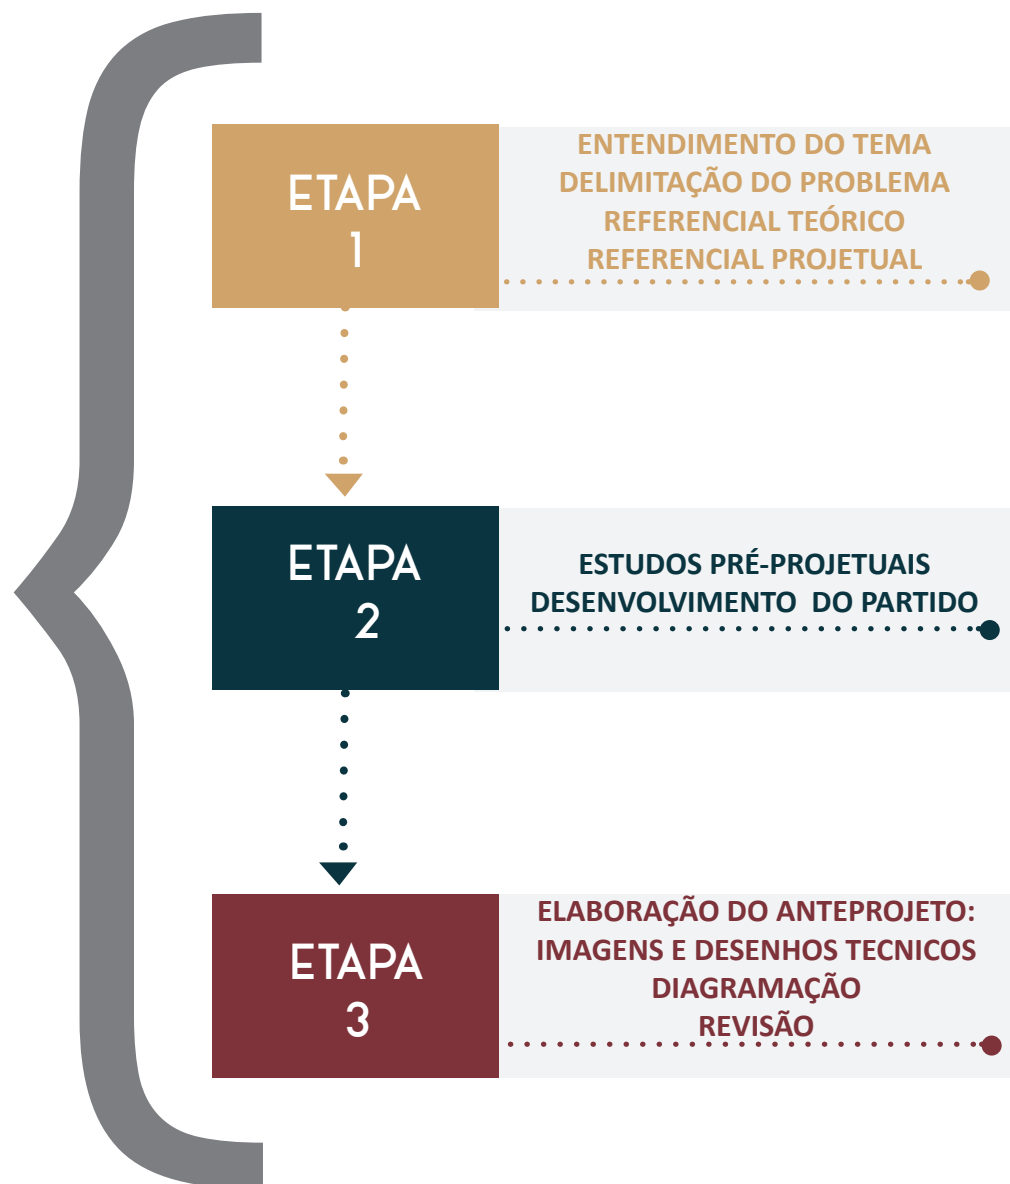 ETAPA
1
ENTENDIMENTO DO TEMA
DELIMITAÇÃO DO PROBLEMA
REFERENCIAL TEÓRICO
REFERENCIAL PROJETUAL
ETAPA
2
ESTUDOS PRÉ-PROJETUAIS
DESENVOLVIMENTO  DO PARTIDO
ETAPA
3
ELABORAÇÃO DO ANTEPROJETO:
IMAGENS E DESENHOS TECNICOS
DIAGRAMAÇÃO
REVISÃO